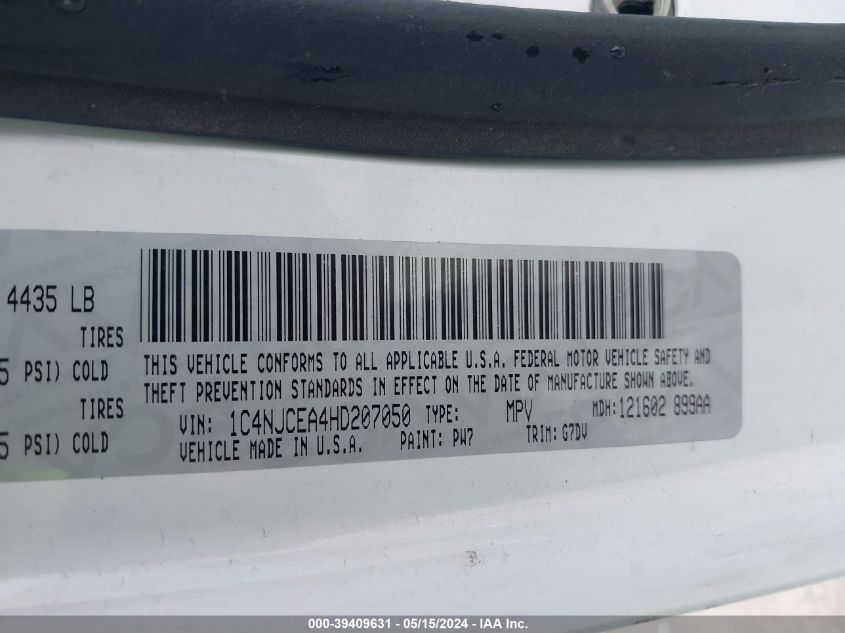 4435 LB
TIRES
5 PSI) COLD
TIRES
5 PSI) COLD
THIS VEHICLE CONFORMS TO ALL APPLICABLE U.S.A. FEDERAL MOTOR VEHICLE SAFETY AND
THEFT PREVENTION STANDARDS IN EFFECT ON THE DATE OF MANUFACTURE SHOWN ABOVE.
VIN: 1C4NJCEA4HD207050 TYPE: MPV MDH: 121602 899AA
VEHICLE MADE IN U.S.A. PAINT: PW7 TRIM: G7DV
000-39409631 - 05/15/2024 - IAA Inc.